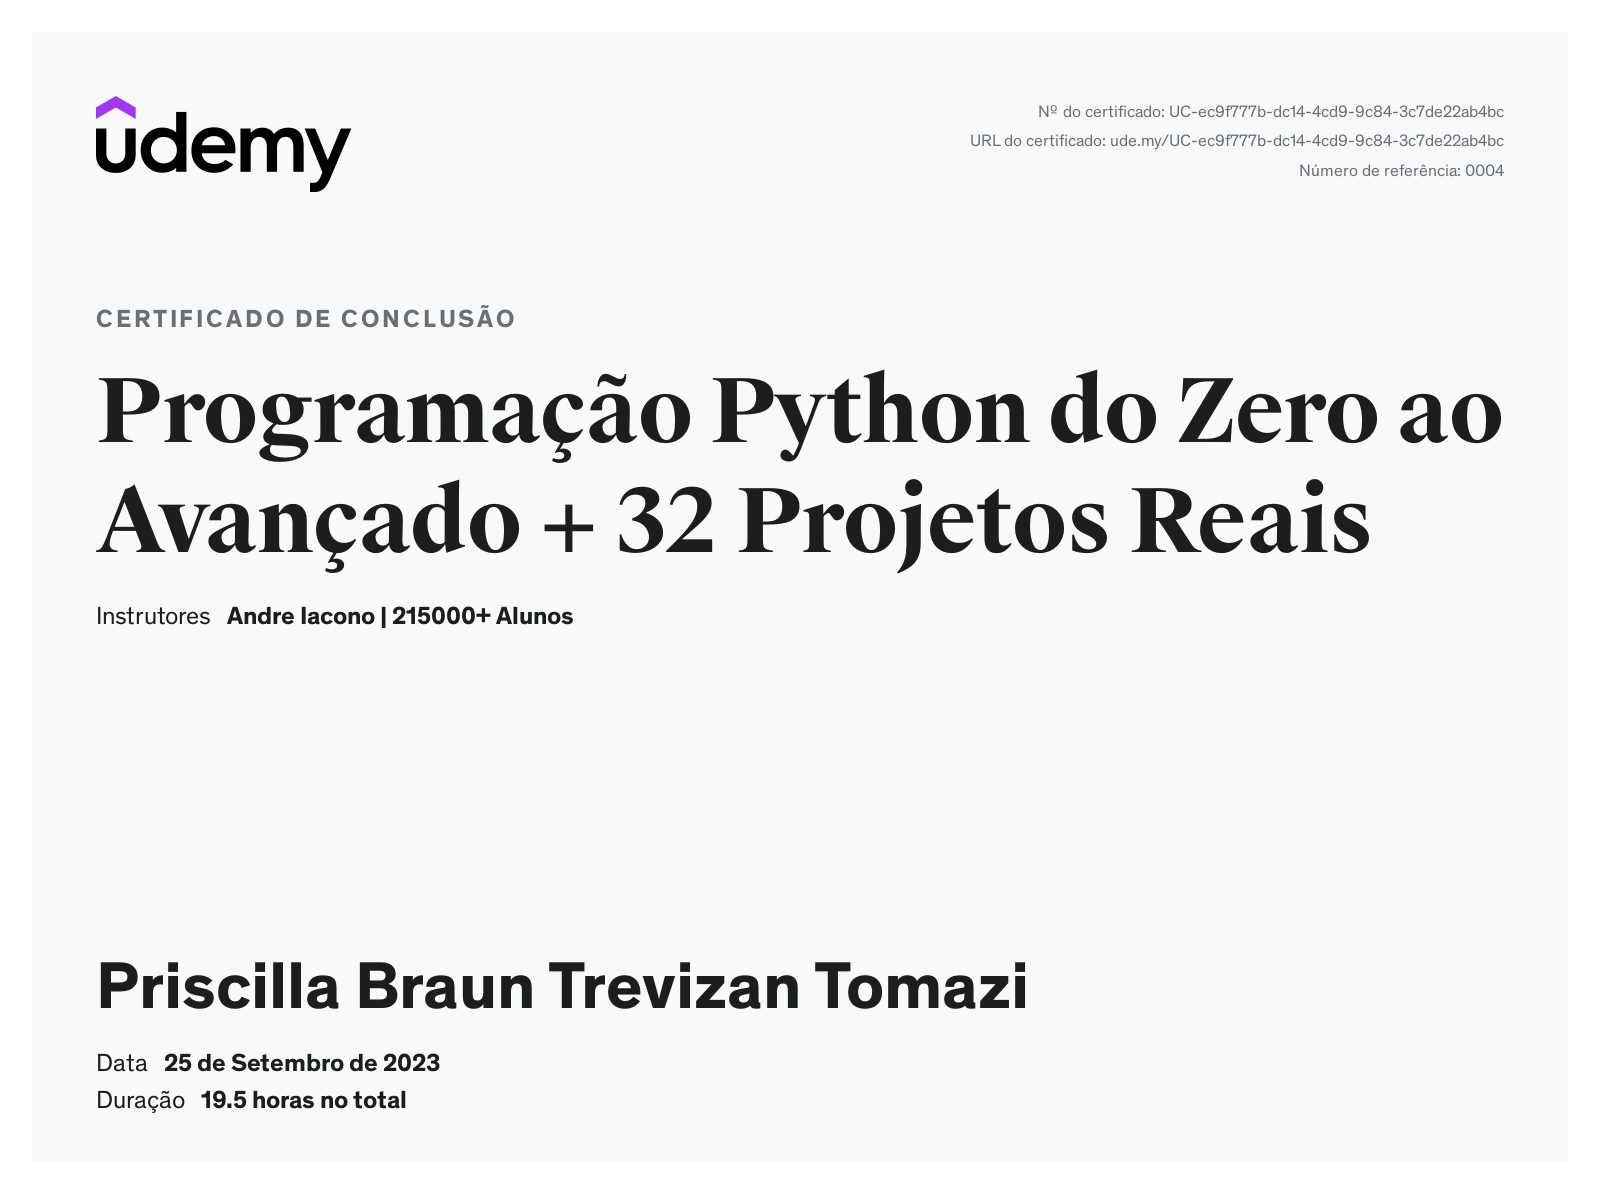 udemy
Nº do certificado: UC-ec9f777b-dc14-4cd9-9c84-3c7de22ab4bc
URL do certificado: ude.my/UC-ec9f777b-dc14-4cd9-9c84-3c7de22ab4bc
Número de referência: 0004
CERTIFICADO DE CONCLUSÃO
Programação Python do Zero ao
Avançado + 32 Projetos Reais
Instrutores Andre Iacono | 215000+ Alunos
Priscilla Braun Trevizan Tomazi
Data 25 de Setembro de 2023
Duração 19.5 horas no total